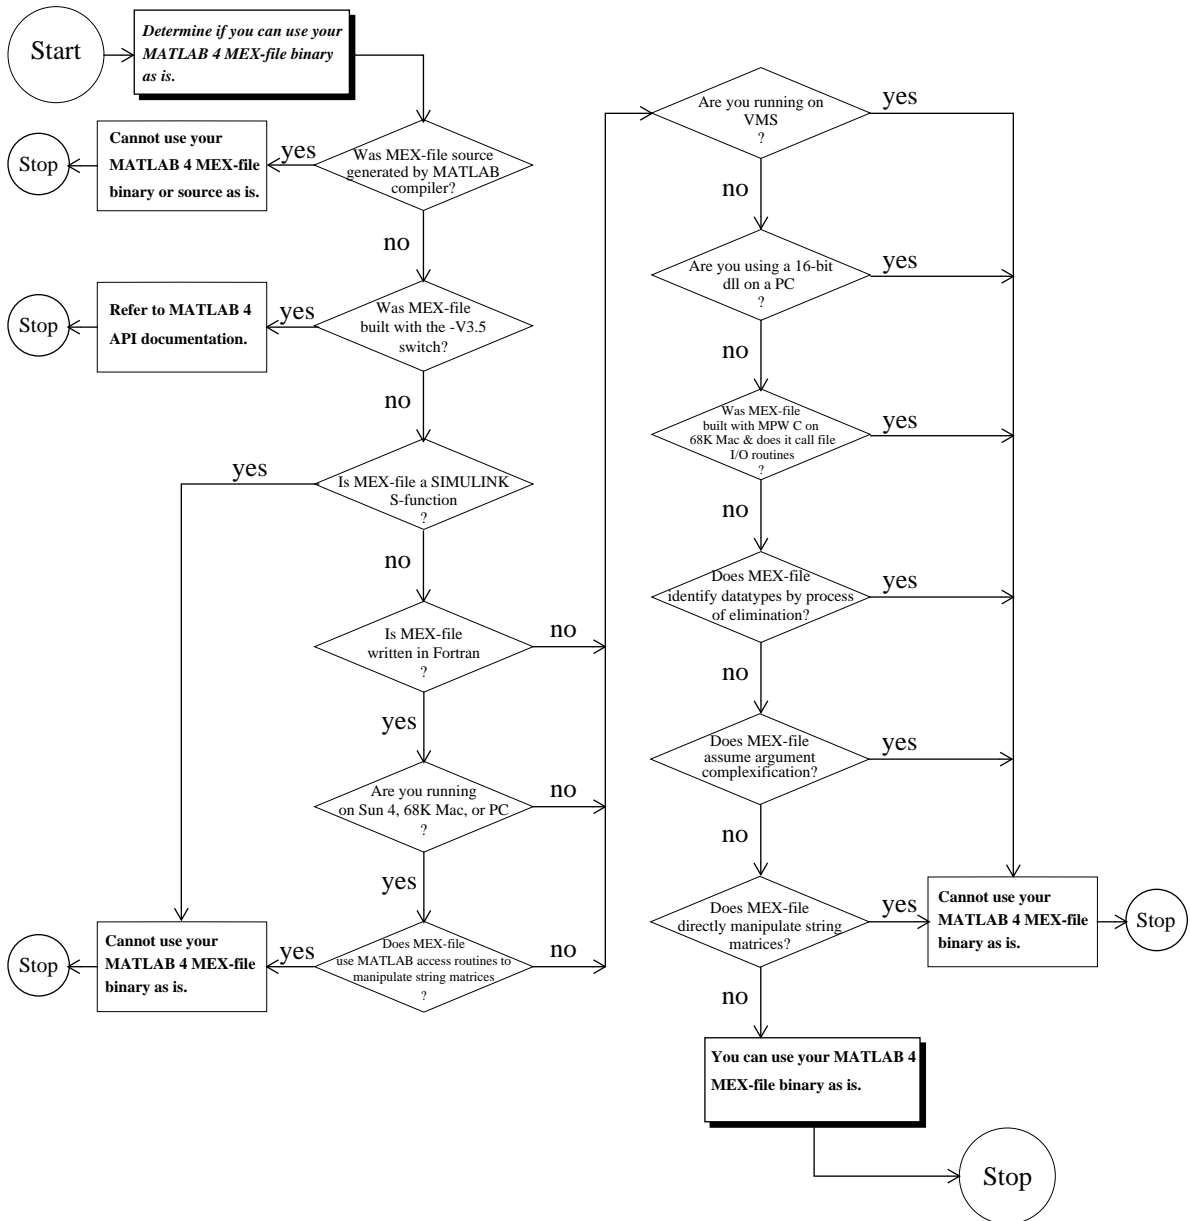 Start
Determine if you can use your
MATLAB 4 MEX-file binary
as is.
Stop
Cannot use your
MATLAB 4 MEX-file
binary or source as is.
yes
Was MEX-file source
generated by MATLAB
compiler?
no
Stop
Refer to MATLAB 4
API documentation.
yes
Was MEX-file
built with the -V3.5
switch?
no
yes
Is MEX-file a SIMULINK
S-function
?
no
Is MEX-file
written in Fortran
?
no
yes
Are you running
on Sun 4, 68K Mac, or PC
?
no
yes
Stop
Cannot use your
MATLAB 4 MEX-file
binary as is.
yes
Does MEX-file
use MATLAB access routines to
manipulate string matrices
?
no
Are you running on
VMS
?
yes
no
Are you using a 16-bit
dll on a PC
?
yes
no
Was MEX-file
built with MPW C on
68K Mac & does it call file
I/O routines
?
yes
no
Does MEX-file
identify datatypes by process
of elimination?
yes
no
Does MEX-file
assume argument
complexification?
yes
no
Does MEX-file
directly manipulate string
matrices?
yes
Cannot use your
MATLAB 4 MEX-file
binary as is.
Stop
no
You can use your MATLAB 4
MEX-file binary as is.
Stop